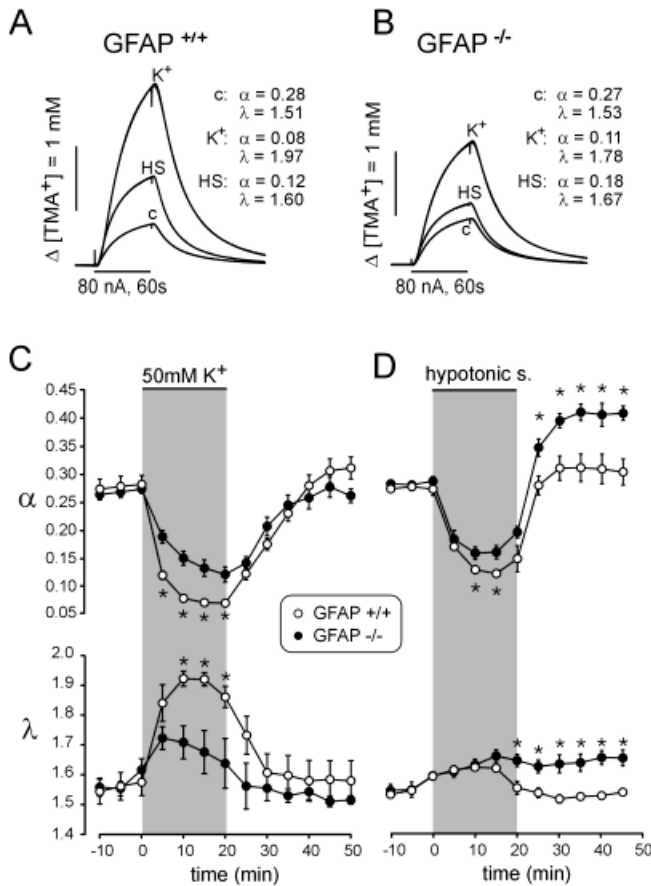 A
GFAP +/+
K+
HS
c
Δ [TMA+] = 1 mM
80 nA, 60s
c: α = 0.28
λ = 1.51
K+: α = 0.08
λ = 1.97
HS: α = 0.12
λ = 1.60
B
GFAP -/-
K+
HS
c
Δ [TMA+] = 1 mM
80 nA, 60s
c: α = 0.27
λ = 1.53
K+: α = 0.11
λ = 1.78
HS: α = 0.18
λ = 1.67
C
50mM K+
α
0.45
0.40
0.35
0.30
0.25
0.20
0.15
0.10
0.05
* * * *
λ
2.0
1.9
1.8
1.7
1.6
1.5
1.4
* * *
-10 0 10 20 30 40 50
time (min)
GFAP +/+
GFAP -/-
D
hypotonic s.
* * * * *
* *
* * * * * *
-10 0 10 20 30 40 50
time (min)